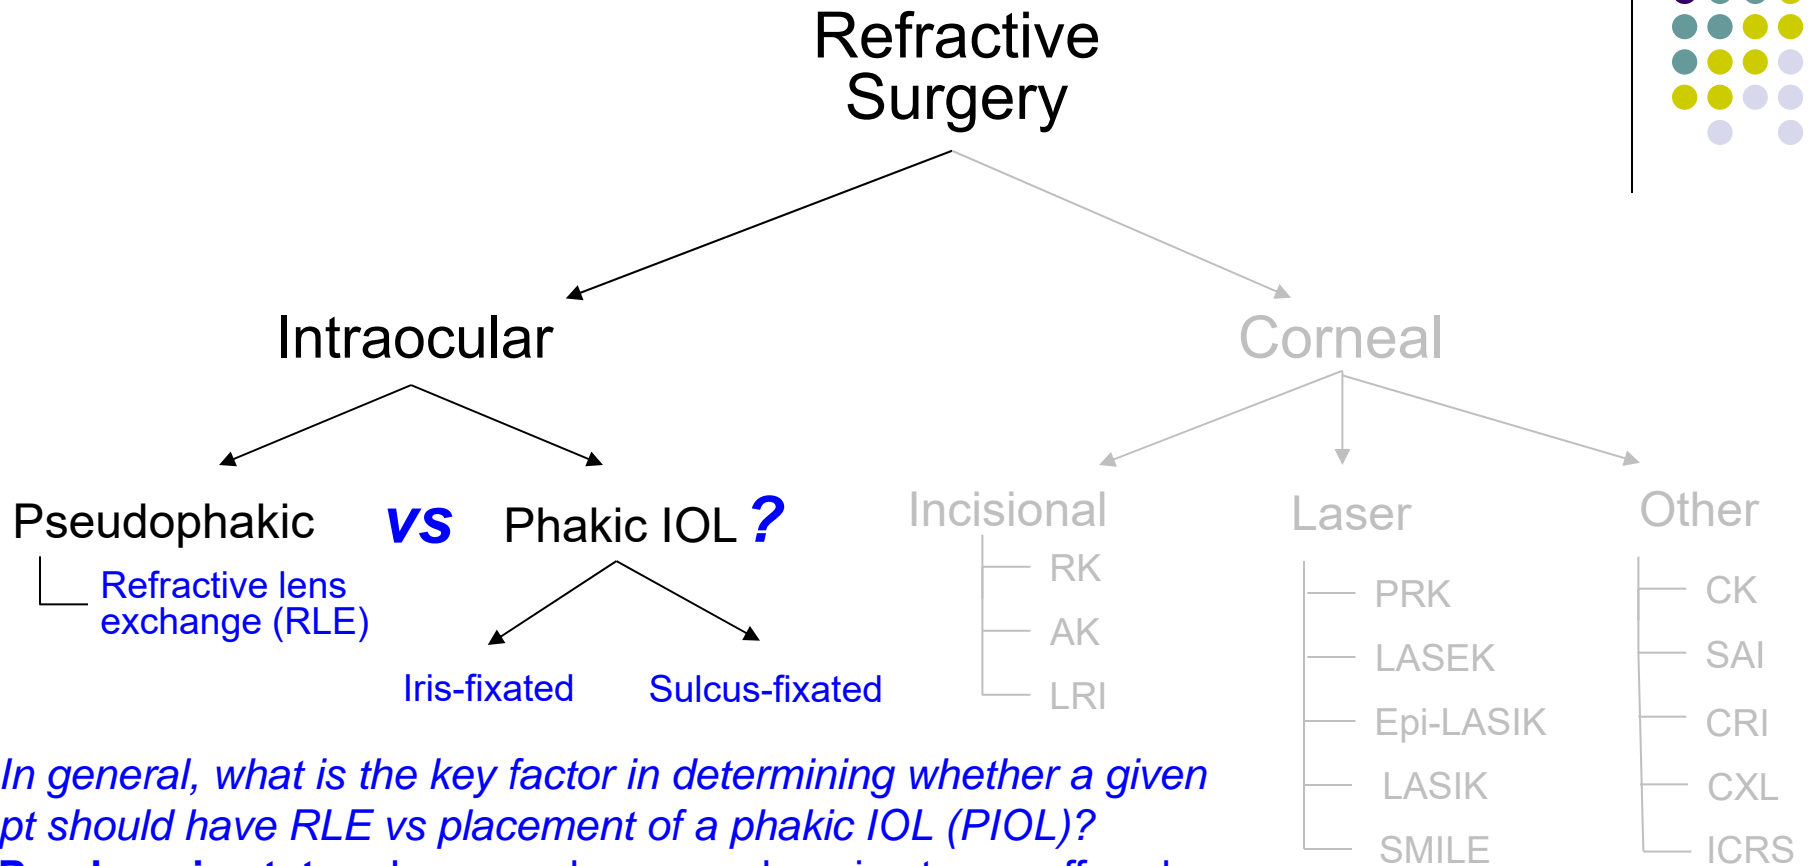 Refractive
Surgery
Intraocular
Corneal
Pseudophakic vs Phakic IOL ?
Refractive lens
exchange (RLE)
Iris-fixated
Sulcus-fixated
Incisional
RK
AK
LRI
Laser
PRK
LASEK
Epi-LASIK
LASIK
SMILE
Other
CK
SAI
CRI
CXL
ICRS
In general, what is the key factor in determining whether a given
pt should have RLE vs placement of a phakic IOL (PIOL)?